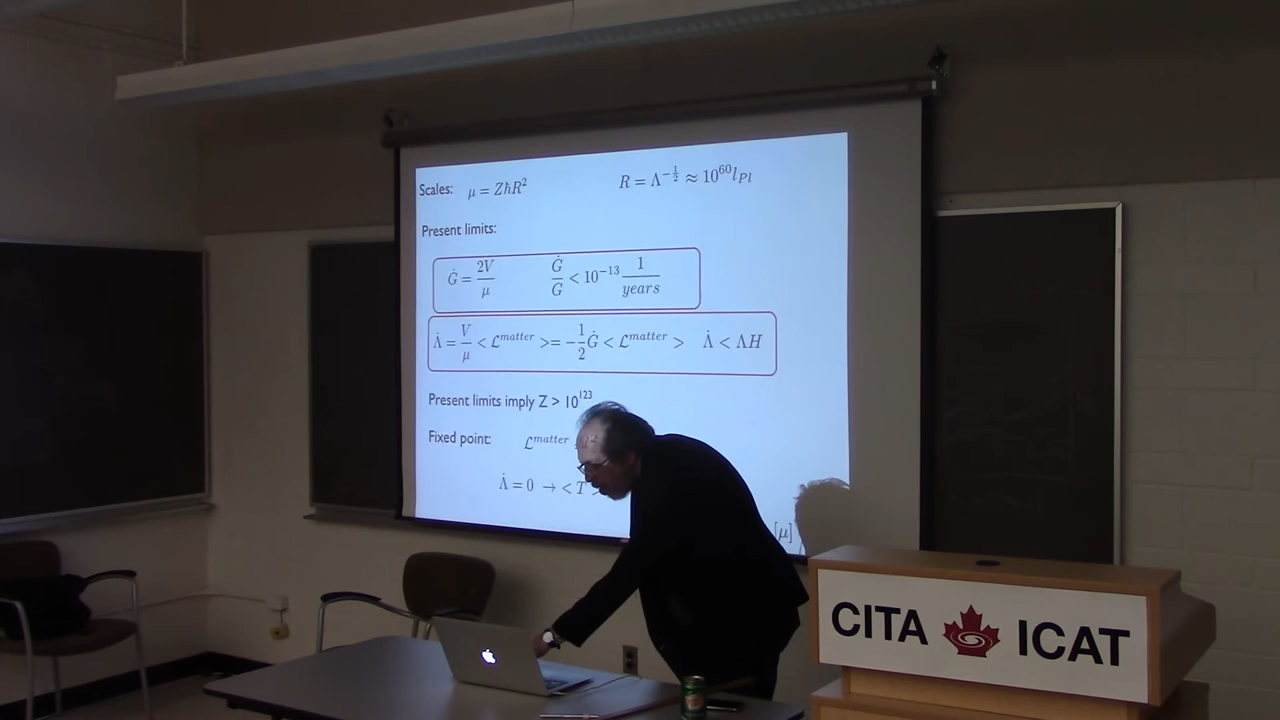 Scales: μ = ZħR² R = Λ^{-1/2} ≈ 10^{60} l_{Pl}
Present limits:
Ġ = 2V/μ Ġ/G < 10^{-13} 1/years
Λ̇ = V/μ < ℒ^{matter} >= -1/2 Ġ < ℒ^{matter} > Λ̇ < ΛH
Present limits imply Z > 10^{123}
Fixed point: ℒ^{matter}
Λ̇ = 0 → < T >
[μ]
CITA ICAT